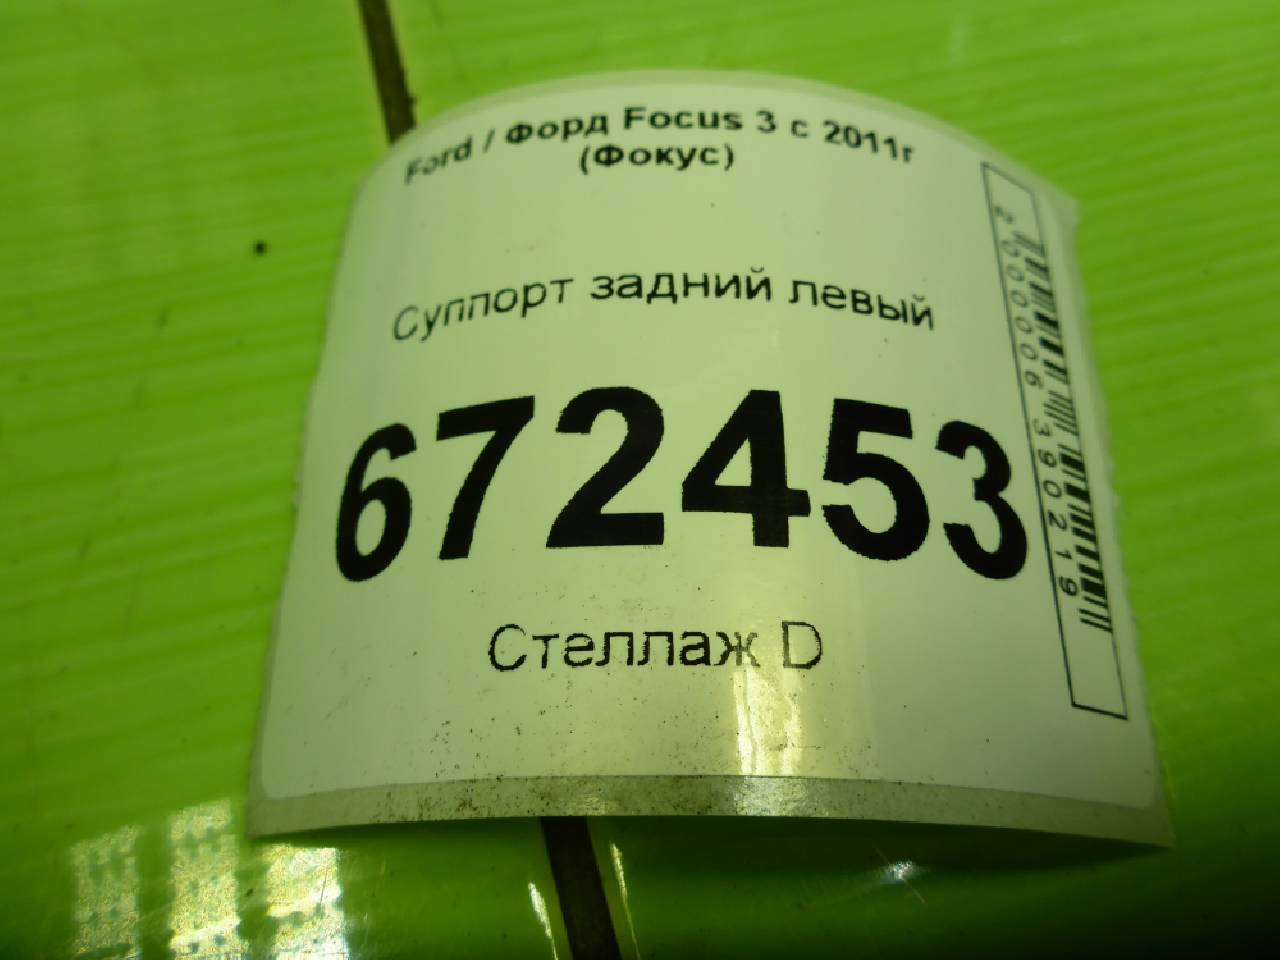 Ford / Форд Focus 3 с 2011г
(Фокус)
Суппорт задний левый
672453
Стеллаж D
2000006390219